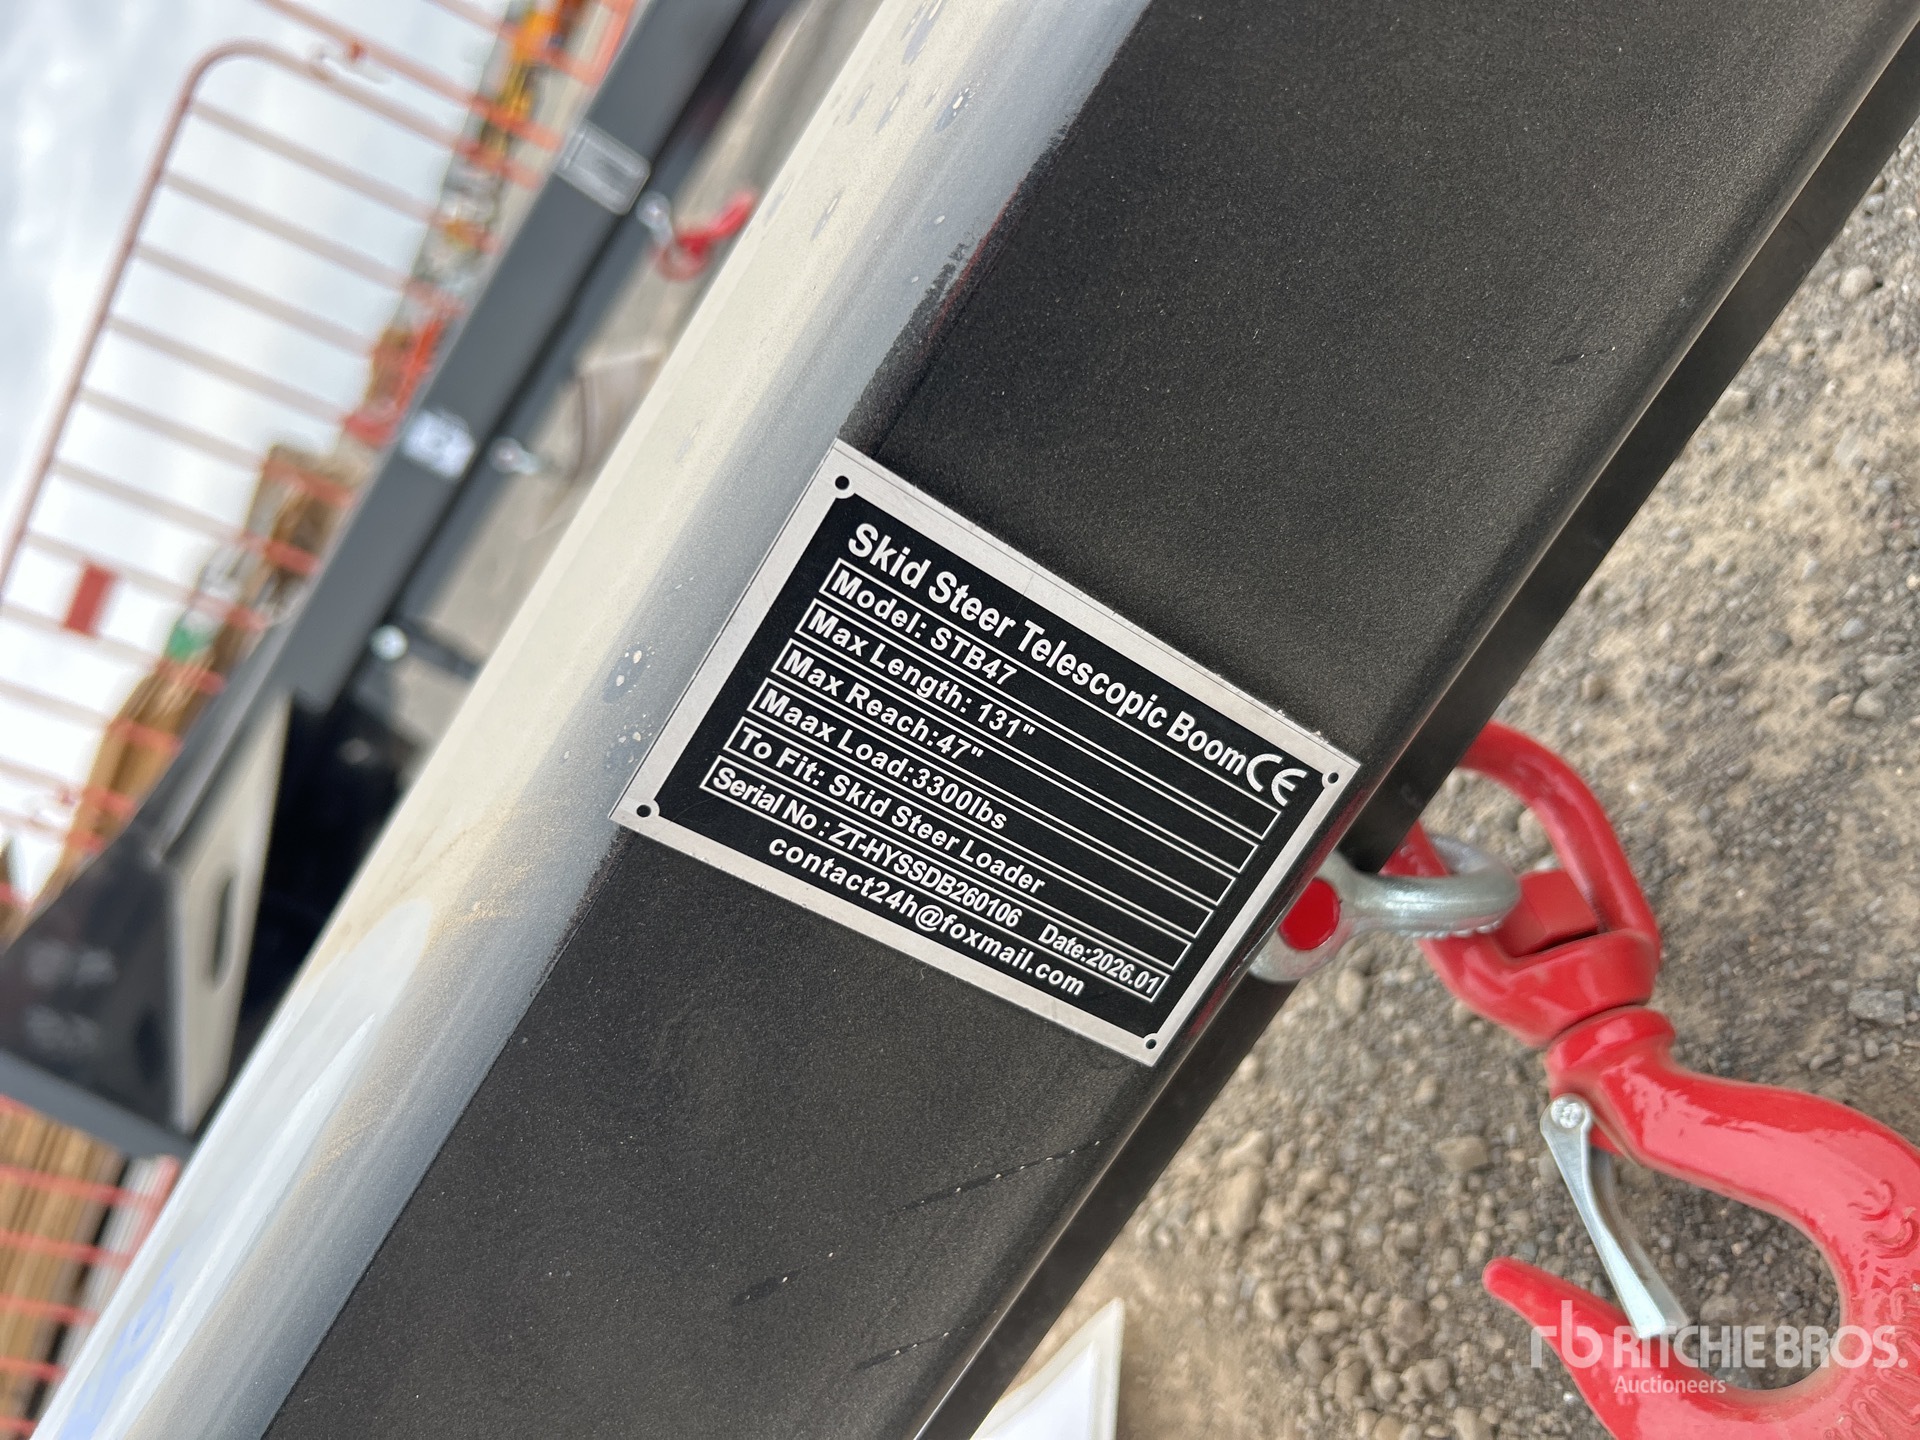 Skid Steer Telescopic Boom CE
Model: STB47
Max Length: 131"
Max Reach:47"
Maax Load:3300lbs
To Fit: Skid Steer Loader
Serial No: ZT-HYSSDB260106 Date:2026.01
contact24h@foxmail.com
rb RITCHIE BROS.
Auctioneers